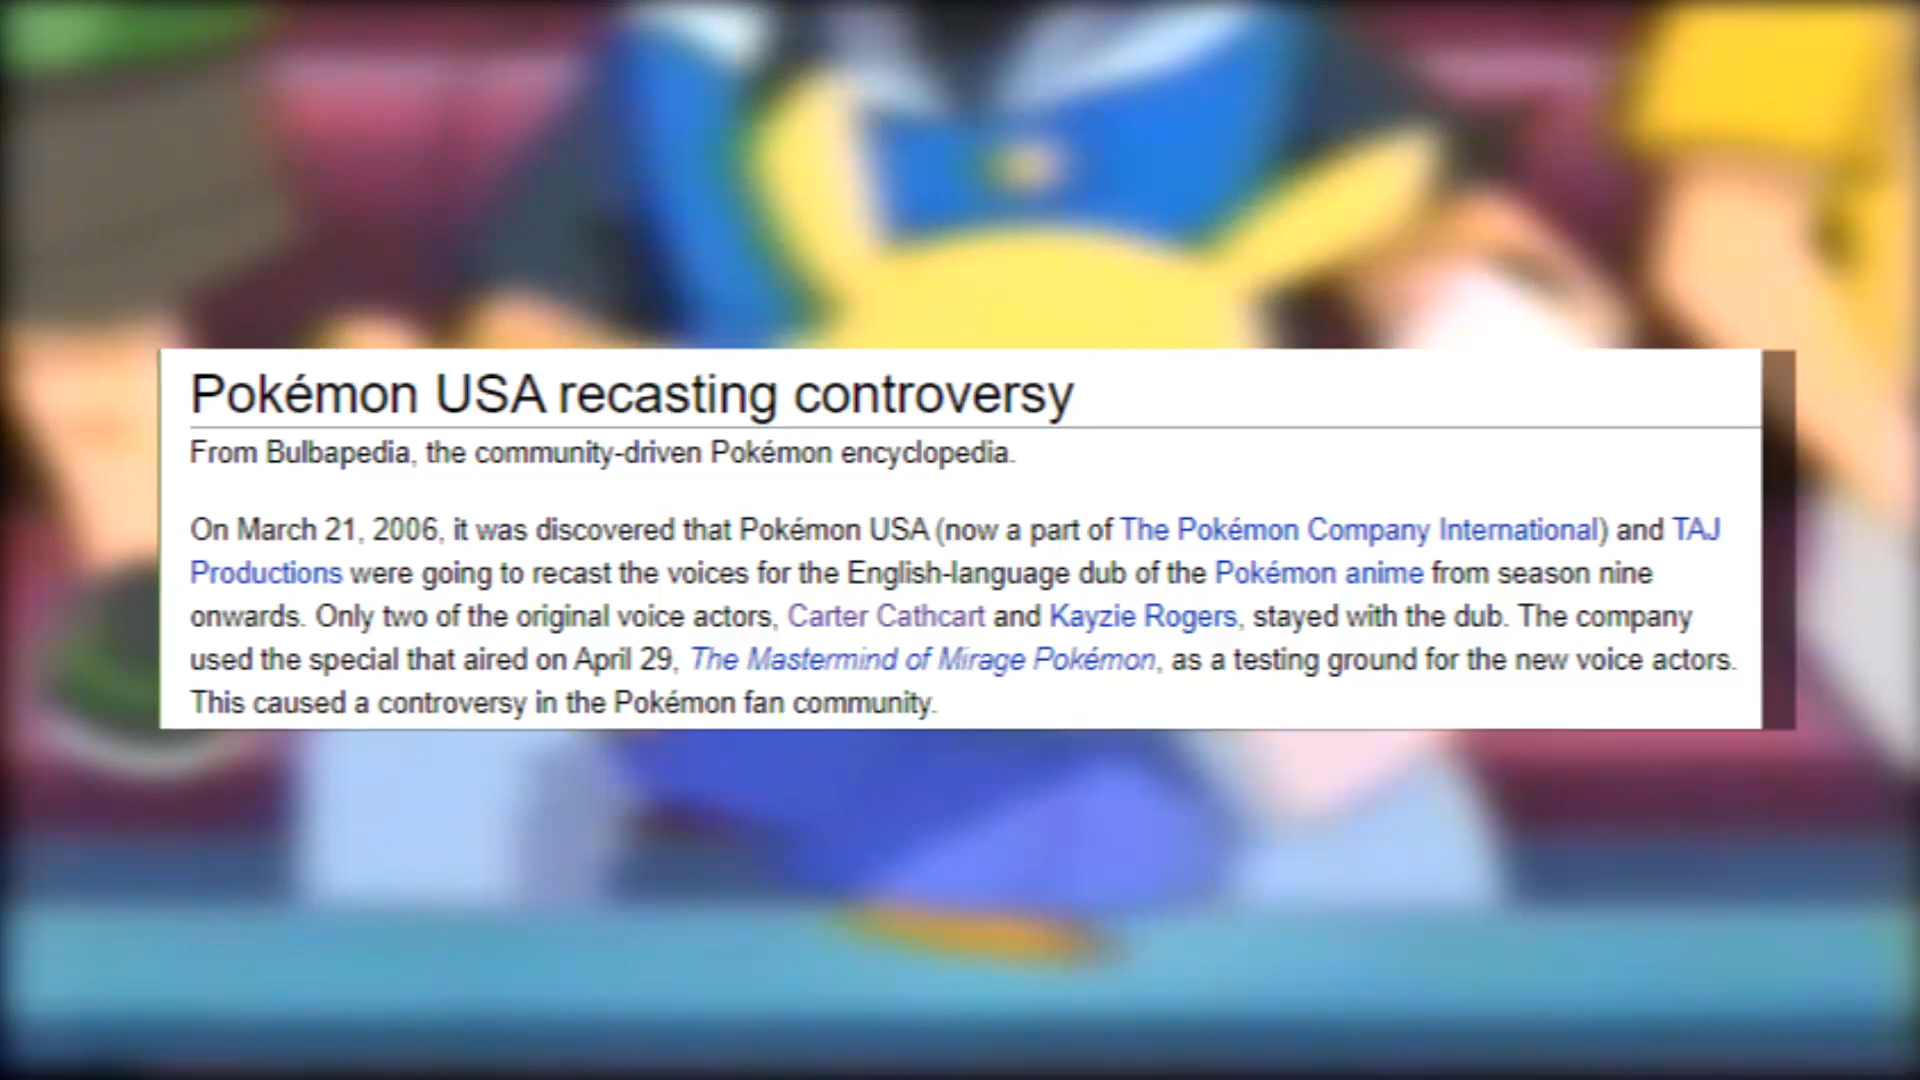 Pokémon USA recasting controversy
From Bulbapedia, the community-driven Pokémon encyclopedia.
On March 21, 2006, it was discovered that Pokémon USA (now a part of The Pokémon Company International) and TAJ
Productions were going to recast the voices for the English-language dub of the Pokémon anime from season nine
onwards. Only two of the original voice actors, Carter Cathcart and Kayzie Rogers, stayed with the dub. The company
used the special that aired on April 29, The Mastermind of Mirage Pokémon, as a testing ground for the new voice actors.
This caused a controversy in the Pokémon fan community.